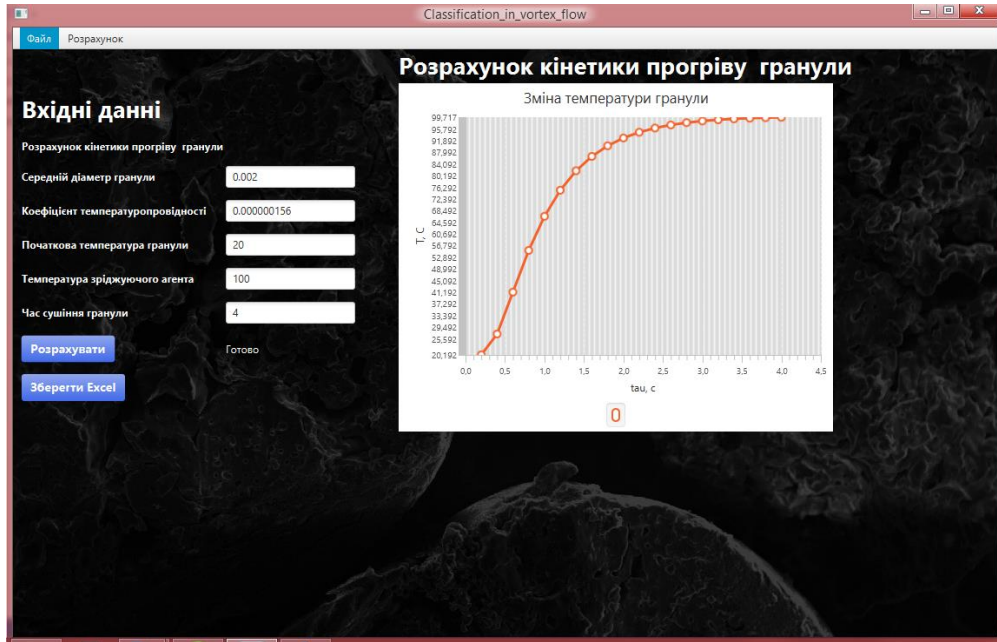 Classification_in_vortex_flow
Файл Розрахунок
Розрахунок кінетики прогріву гранули
Вхідні данні
Розрахунок кінетики прогріву гранули
Середній діаметр гранули 0.002
Коефіцієнт температуропровідності 0.000000156
Початкова температура гранули 20
Температура зріджуючого агента 100
Час сушіння гранули 4
Розрахувати Готово
Зберегти Excel
Зміна температури гранули
99,717
95,792
91,892
87,992
84,092
80,192
76,292
72,392
68,492
64,592
60,692
56,792
52,892
48,992
45,092
41,192
37,292
33,392
29,492
25,592
20,192
T, C
0,0 0,5 1,0 1,5 2,0 2,5 3,0 3,5 4,0 4,5
tau, c